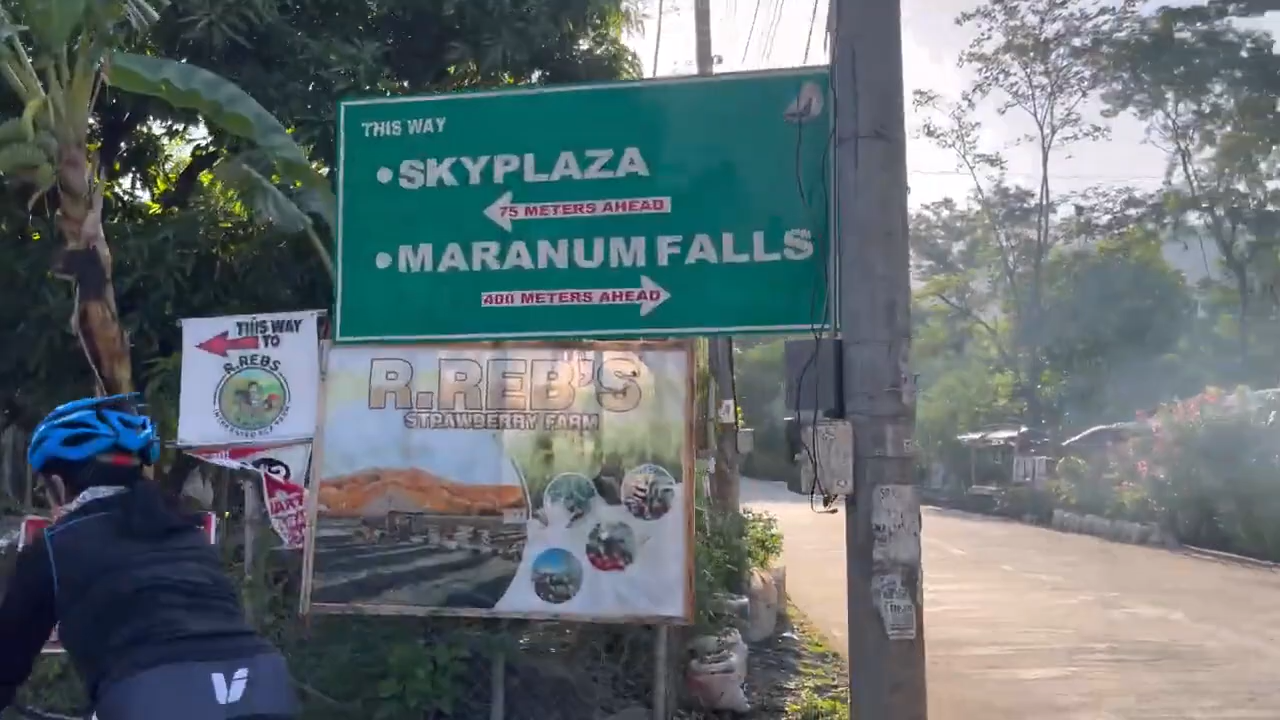 THIS WAY
•SKYPLAZA
75 METERS AHEAD
•MARANUM FALLS
400 METERS AHEAD
THIS WAY
TO
R.REBS
R.REB'S
STRAWBERRY FARM